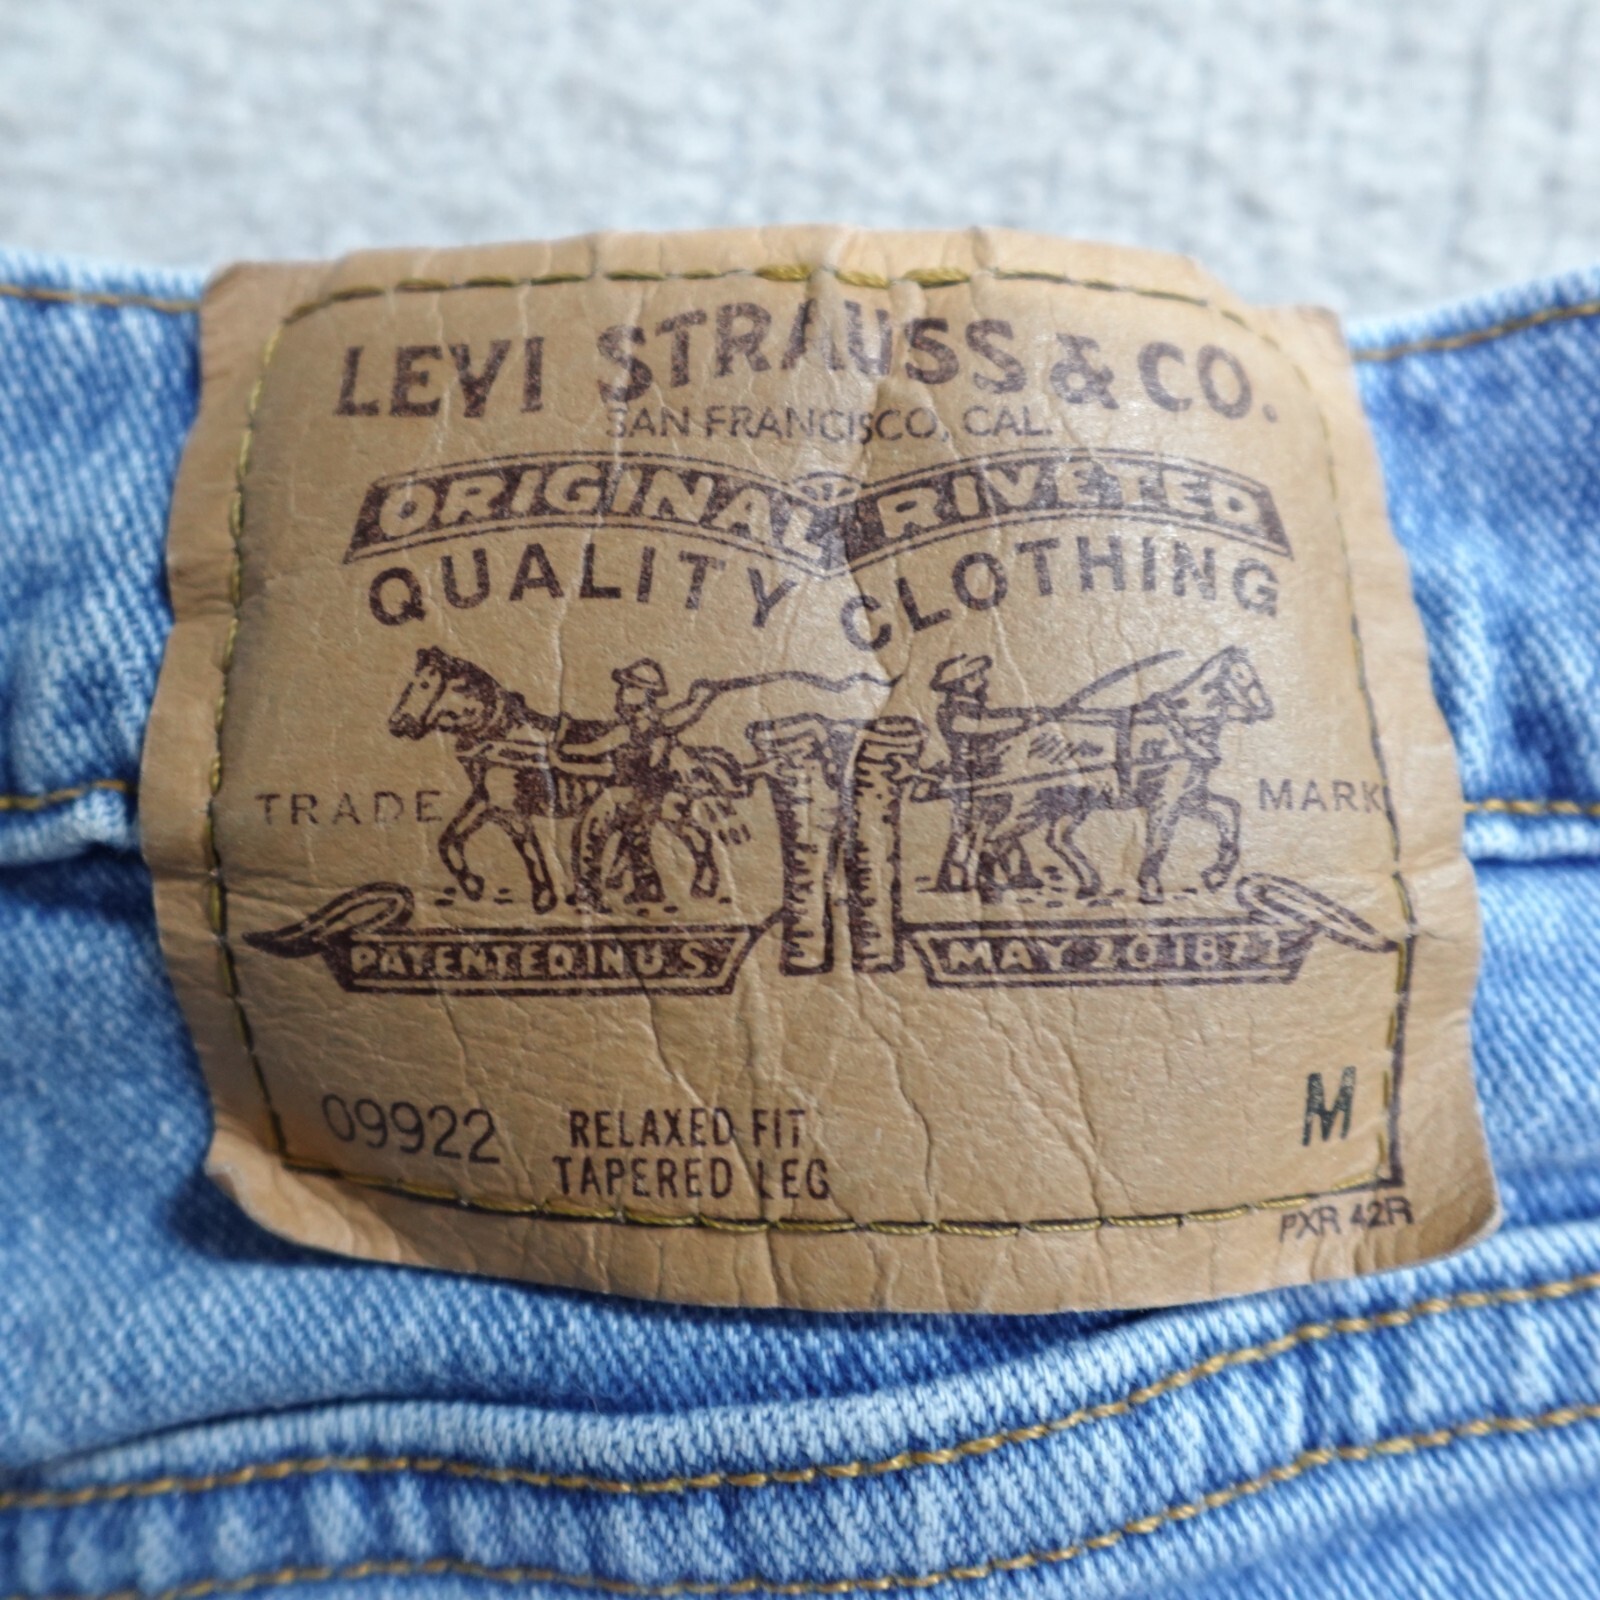 LEVI STRAUSS & CO.
SAN FRANCISCO, CAL.
ORIGINAL RIVETED
QUALITY CLOTHING
TRADE MARK
PATENTED IN U.S. MAY 20 1873
09922 RELAXED FIT M
TAPERED LEG
PXR 42R